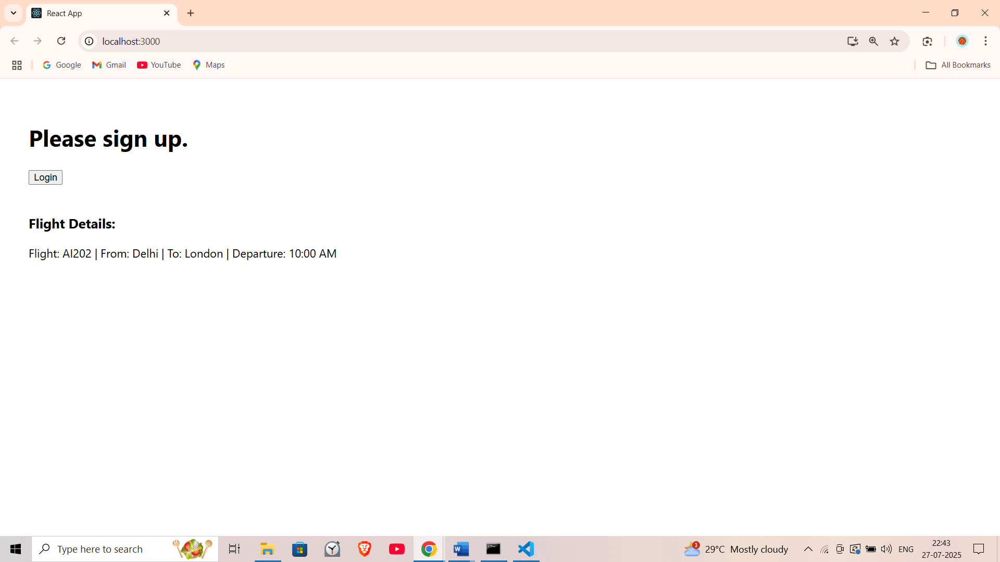 React App
localhost:3000
Google Gmail YouTube Maps All Bookmarks
Please sign up.
Login
Flight Details:
Flight: AI202 | From: Delhi | To: London | Departure: 10:00 AM
Type here to search
3
29°C Mostly cloudy
ENG
22:43
27-07-2025